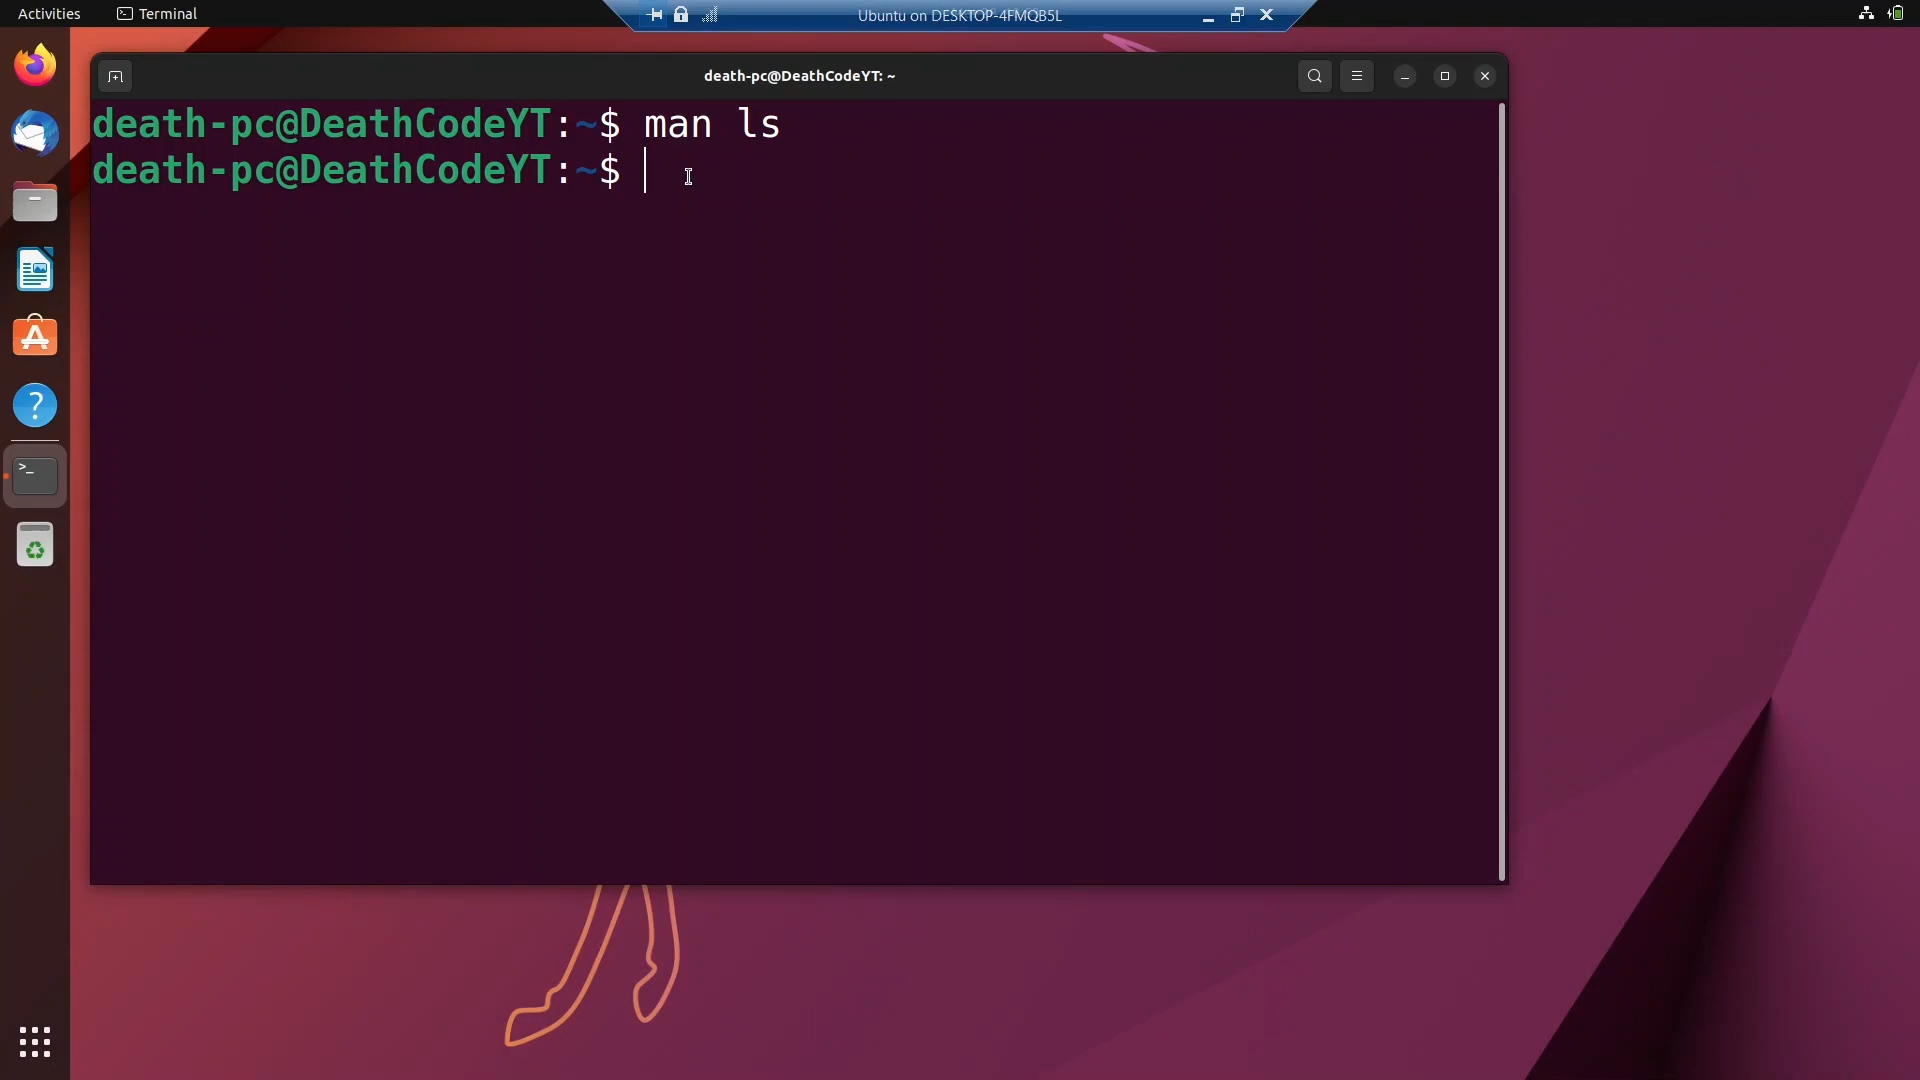 Activities
Terminal
Ubuntu on DESKTOP-4FMQB5L
death-pc@DeathCodeYT: ~
death-pc@DeathCodeYT:~$ man ls
death-pc@DeathCodeYT:~$